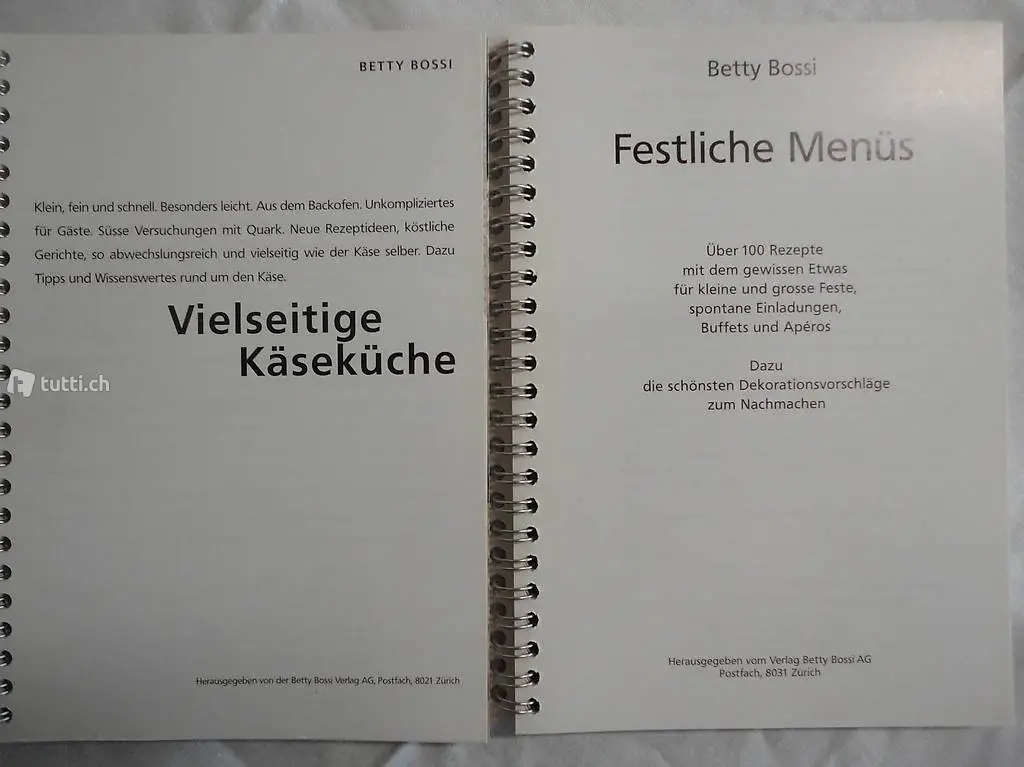 BETTY BOSSI
Klein, fein und schnell. Besonders leicht. Aus dem Backofen. Unkompliziertes
für Gäste. Süsse Versuchungen mit Quark. Neue Rezeptideen, köstliche
Gerichte, so abwechslungsreich und vielseitig wie der Käse selber. Dazu
Tipps und Wissenswertes rund um den Käse.
Vielseitige
Käseküche
tutti.ch
Herausgegeben von der Betty Bossi Verlag AG, Postfach, 8021 Zürich
Betty Bossi
Festliche Menüs
Über 100 Rezepte
mit dem gewissen Etwas
für kleine und grosse Feste,
spontane Einladungen,
Buffets und Apéros
Dazu
die schönsten Dekorationsvorschläge
zum Nachmachen
Herausgegeben vom Verlag Betty Bossi AG
Postfach, 8031 Zürich